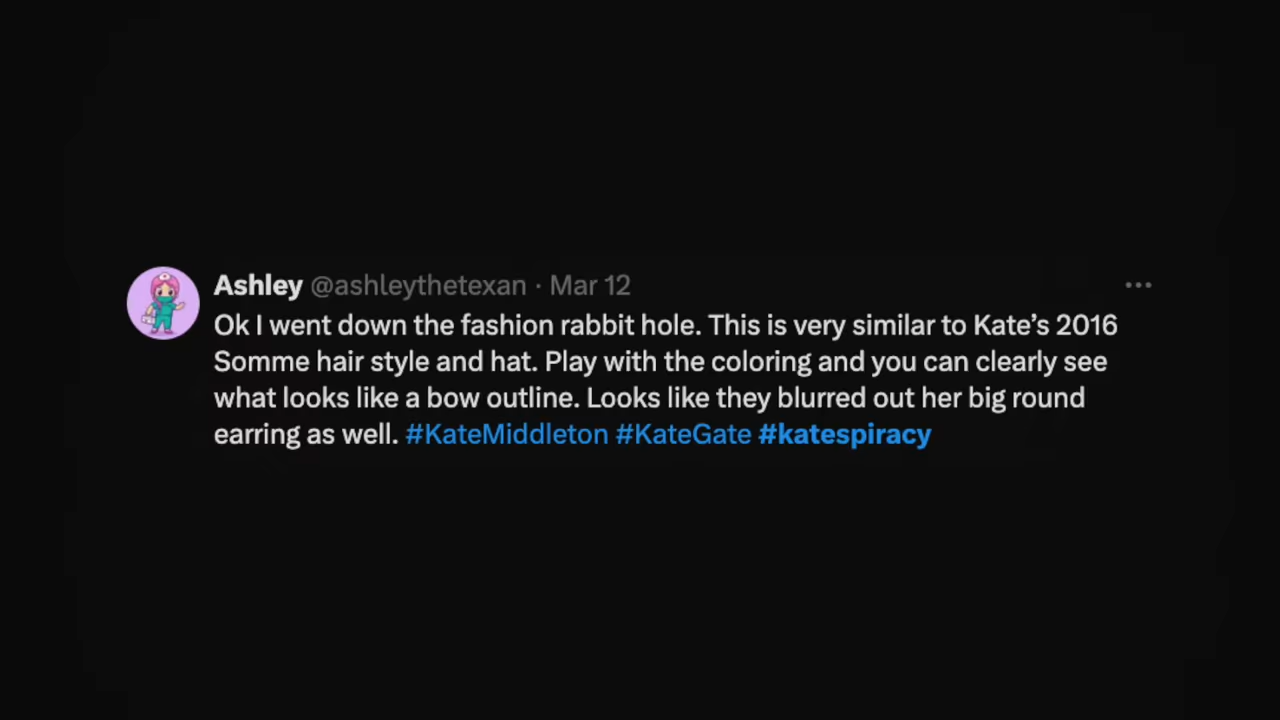 Ashley @ashleythetexan · Mar 12
Ok I went down the fashion rabbit hole. This is very similar to Kate’s 2016
Somme hair style and hat. Play with the coloring and you can clearly see
what looks like a bow outline. Looks like they blurred out her big round
earring as well. #KateMiddleton #KateGate #katespiracy